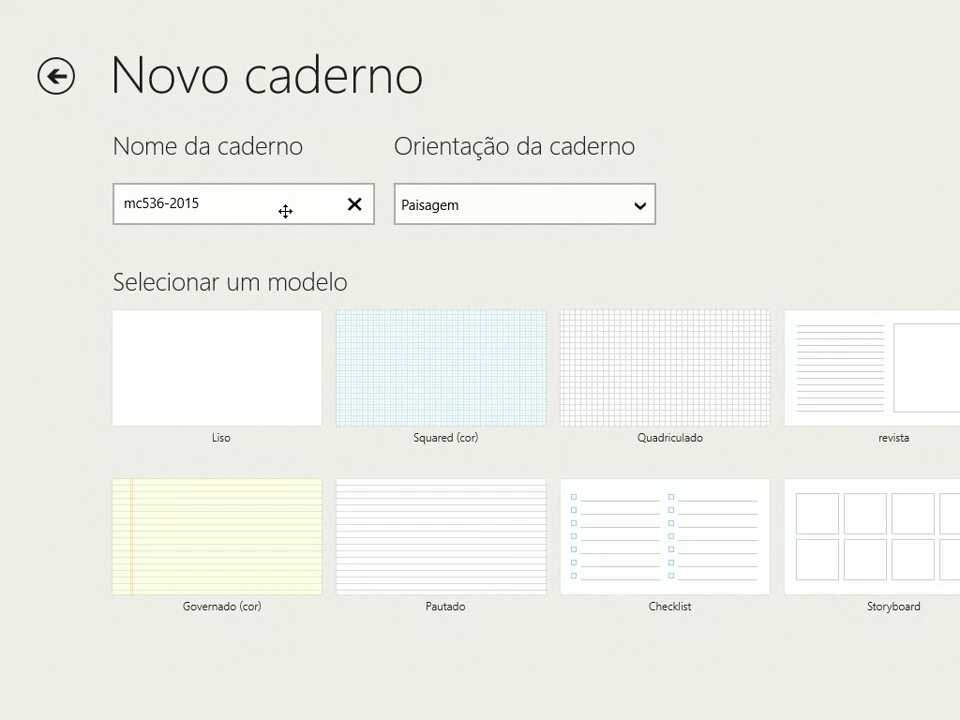 Novo caderno
Nome da caderno
Orientação da caderno
mc536-2015
Paisagem
Selecionar um modelo
Liso
Squared (cor)
Quadriculado
revista
Governado (cor)
Pautado
Checklist
Storyboard